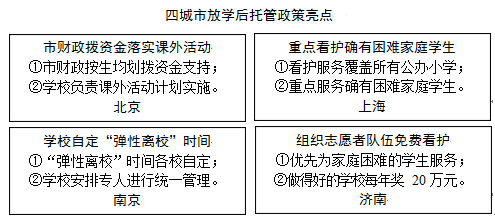 四城市放学后托管政策亮点
市财政拨资金落实课外活动
①市财政按生均划拨资金支持；
②学校负责课外活动计划实施。
北京
重点看护确有困难家庭学生
①看护服务覆盖所有公办小学；
②重点服务确有困难家庭学生。
上海
学校自定“弹性离校”时间
①“弹性离校”时间各校自定；
②学校安排专人进行统一管理。
南京
组织志愿者队伍免费看护
①优先为家庭困难的学生服务；
②做得好的学校每年奖 20 万元。
济南